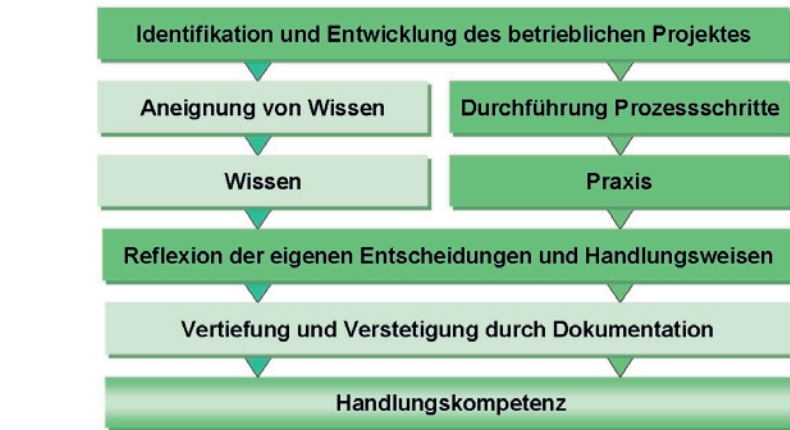 Identifikation und Entwicklung des betrieblichen Projektes
Aneignung von Wissen
Durchführung Prozessschritte
Wissen
Praxis
Reflexion der eigenen Entscheidungen und Handlungsweisen
Vertiefung und Verstetigung durch Dokumentation
Handlungskompetenz